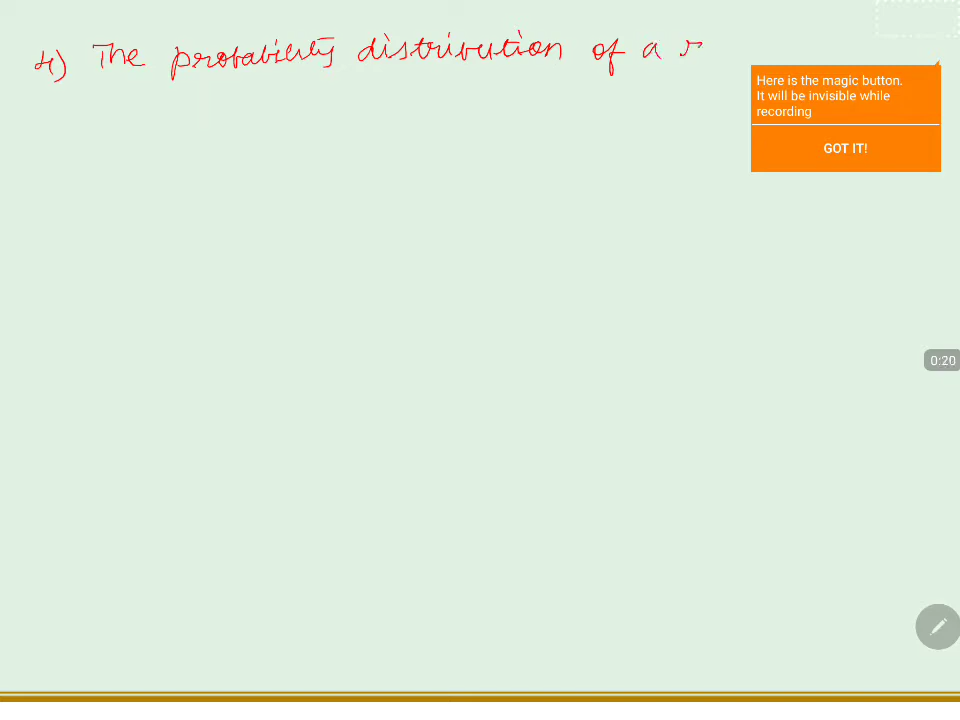 4) The probability distribution of a r
Here is the magic button.
It will be invisible while
recording
GOT IT!
0:20